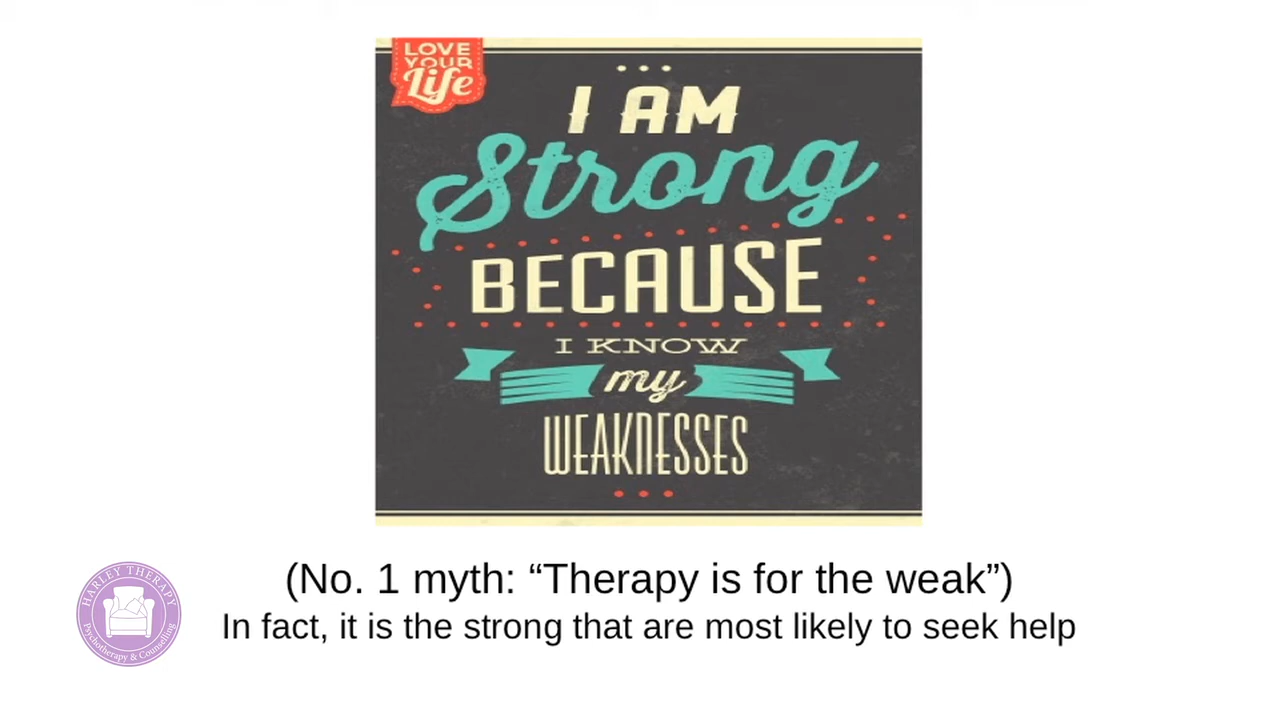 LOVE
YOUR
Life
I AM
Strong
BECAUSE
I KNOW
my
WEAKNESSES
(No. 1 myth: “Therapy is for the weak”)
In fact, it is the strong that are most likely to seek help
HARLEY THERAPY
Psychotherapy & Counselling